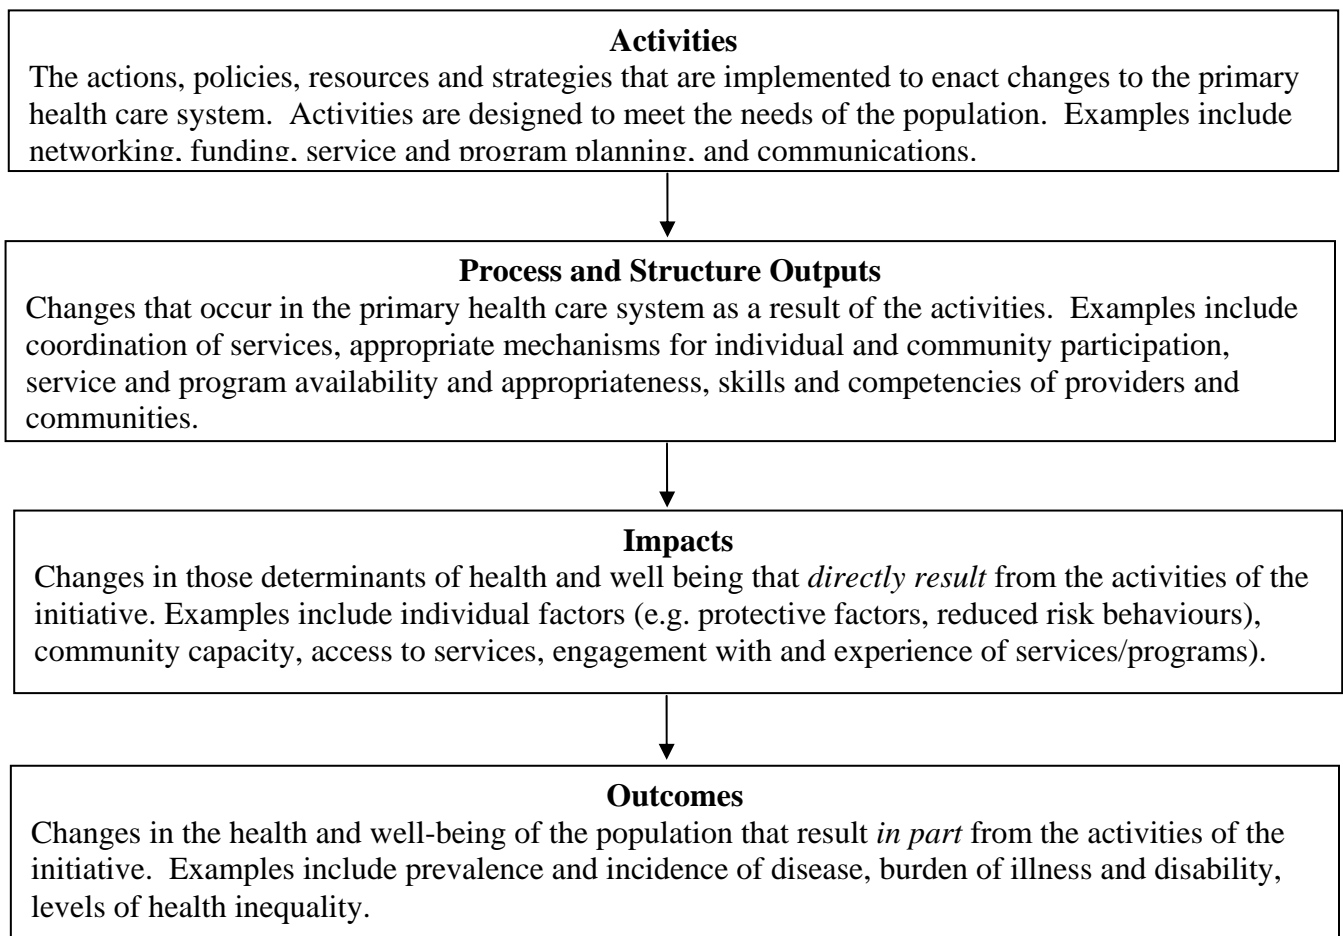 Activities
The actions, policies, resources and strategies that are implemented to enact changes to the primary
health care system.  Activities are designed to meet the needs of the population.  Examples include
networking, funding, service and program planning, and communications.
Process and Structure Outputs
Changes that occur in the primary health care system as a result of the activities.  Examples include
coordination of services, appropriate mechanisms for individual and community participation,
service and program availability and appropriateness, skills and competencies of providers and
communities.
Impacts
Changes in those determinants of health and well being that directly result from the activities of the
initiative. Examples include individual factors (e.g. protective factors, reduced risk behaviours),
community capacity, access to services, engagement with and experience of services/programs).
Outcomes
Changes in the health and well-being of the population that result in part from the activities of the
initiative.  Examples include prevalence and incidence of disease, burden of illness and disability,
levels of health inequality.